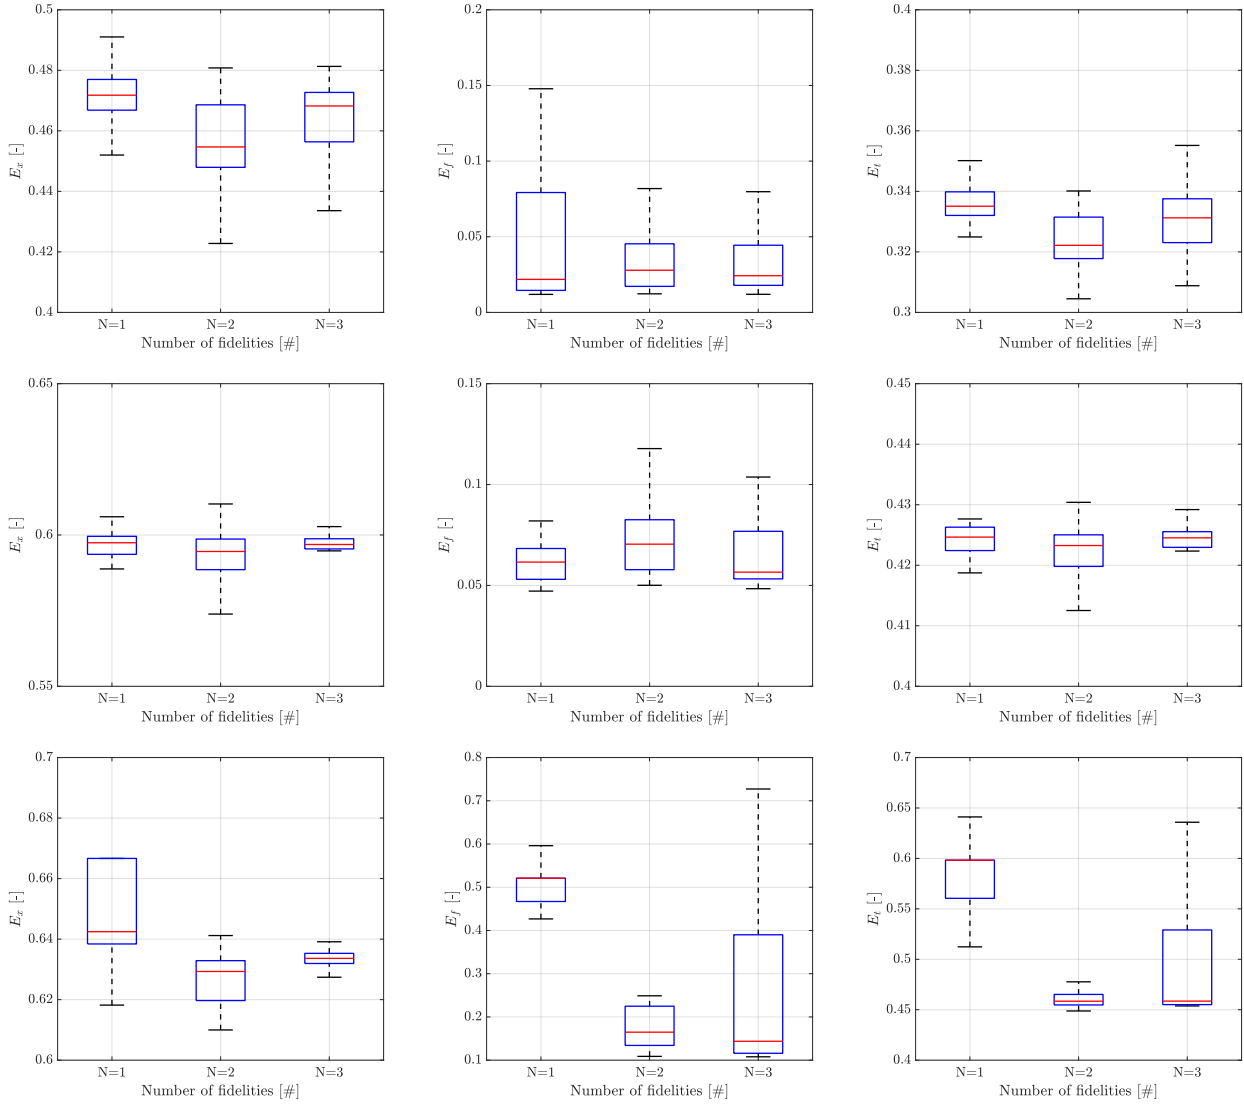 0.5
0.48
0.46
0.44
0.42
0.4
E_x [-]
N=1 N=2 N=3
Number of fidelities [#]
0.2
0.15
0.1
0.05
0
E_f [-]
N=1 N=2 N=3
Number of fidelities [#]
0.4
0.38
0.36
0.34
0.32
0.3
E_t [-]
N=1 N=2 N=3
Number of fidelities [#]
0.65
0.6
0.55
E_x [-]
N=1 N=2 N=3
Number of fidelities [#]
0.15
0.1
0.05
0
E_f [-]
N=1 N=2 N=3
Number of fidelities [#]
0.45
0.44
0.43
0.42
0.41
0.4
E_t [-]
N=1 N=2 N=3
Number of fidelities [#]
0.7
0.68
0.66
0.64
0.62
0.6
E_x [-]
N=1 N=2 N=3
Number of fidelities [#]
0.8
0.7
0.6
0.5
0.4
0.3
0.2
0.1
E_f [-]
N=1 N=2 N=3
Number of fidelities [#]
0.7
0.65
0.6
0.55
0.5
0.45
0.4
E_t [-]
N=1 N=2 N=3
Number of fidelities [#]